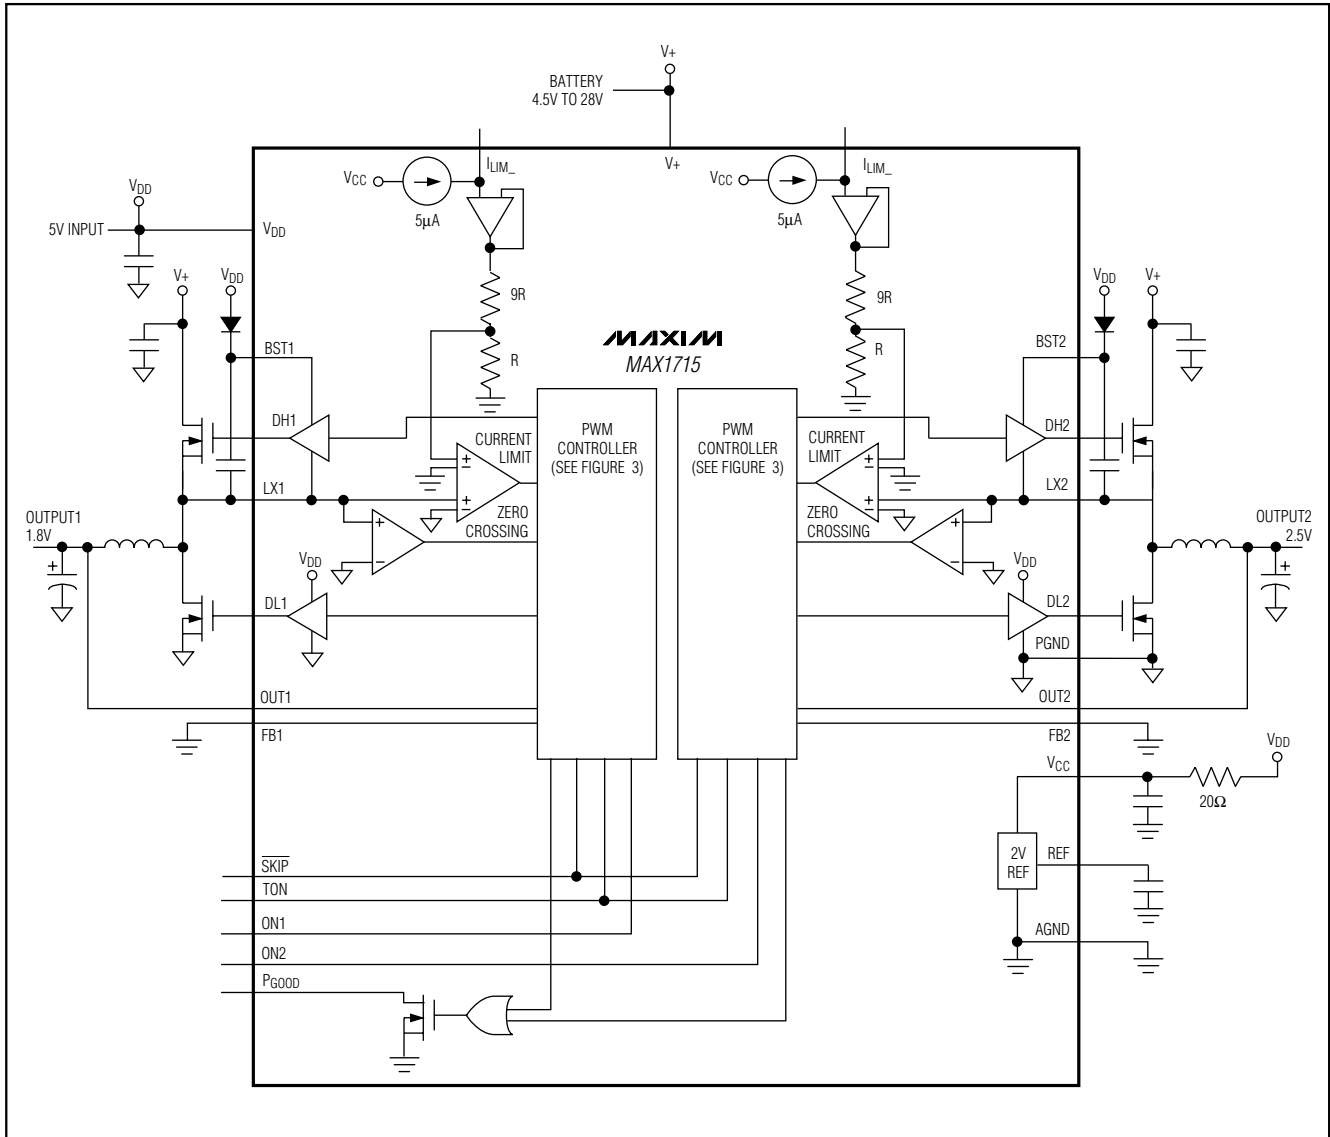 V+
BATTERY
4.5V TO 28V
V+
VCC
5µA
ILIM_
VCC
5µA
ILIM_
VDD
5V INPUT
VDD
V+
VDD
9R
R
9R
R
VDD
V+
MAXIM
MAX1715
BST1
BST2
DH1
DH2
PWM
CONTROLLER
(SEE FIGURE 3)
PWM
CONTROLLER
(SEE FIGURE 3)
CURRENT
LIMIT
CURRENT
LIMIT
+
−
+
−
+
−
+
−
LX1
LX2
ZERO
CROSSING
ZERO
CROSSING
+
−
+
−
OUTPUT1
1.8V
+
OUTPUT2
2.5V
+
VDD
VDD
DL1
DL2
PGND
OUT1
OUT2
FB1
FB2
VCC
VDD
20Ω
2V
REF
REF
AGND
SKIP
TON
ON1
ON2
PGOOD